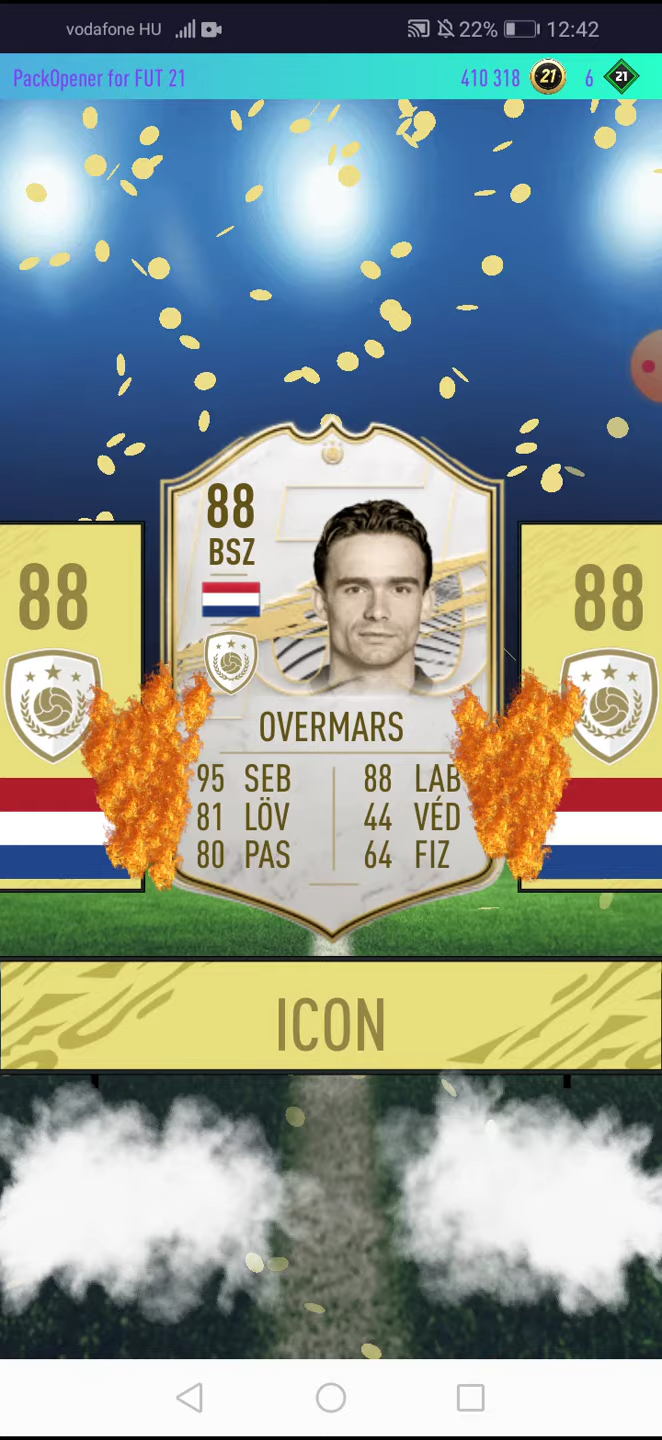 vodafone HU 22% 12:42
PackOpener for FUT 21 410 318 21 6 21
88
BSZ
88
88
OVERMARS
95 SEB 88 LAB
81 LÖV 44 VÉD
80 PAS 64 FIZ
ICON